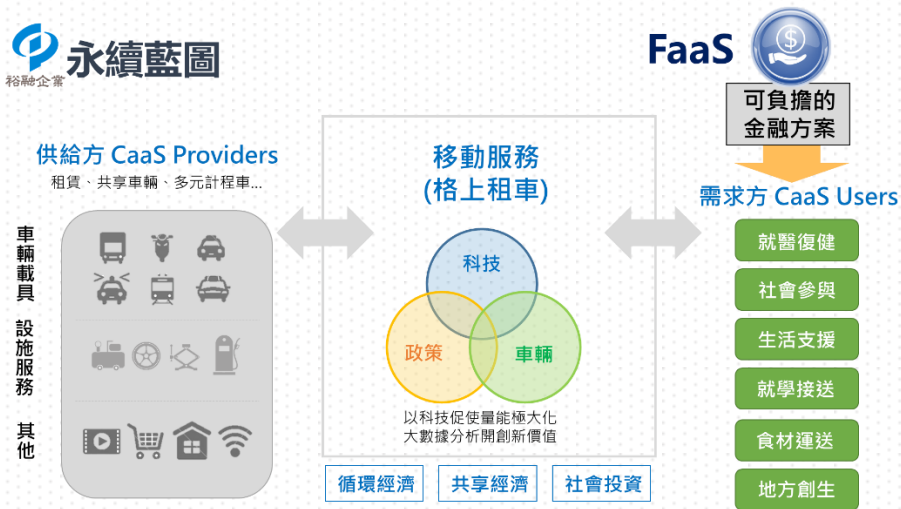 裕融企業
永續藍圖
FaaS
可負擔的
金融方案
供給方 CaaS Providers
租賃、共享車輛、多元計程車...
車輛載具
設施服務
其他
移動服務
(格上租車)
科技
政策
車輛
以科技促使量能極大化
大數據分析開創新價值
循環經濟
共享經濟
社會投資
需求方 CaaS Users
就醫復健
社會參與
生活支援
就學接送
食材運送
地方創生